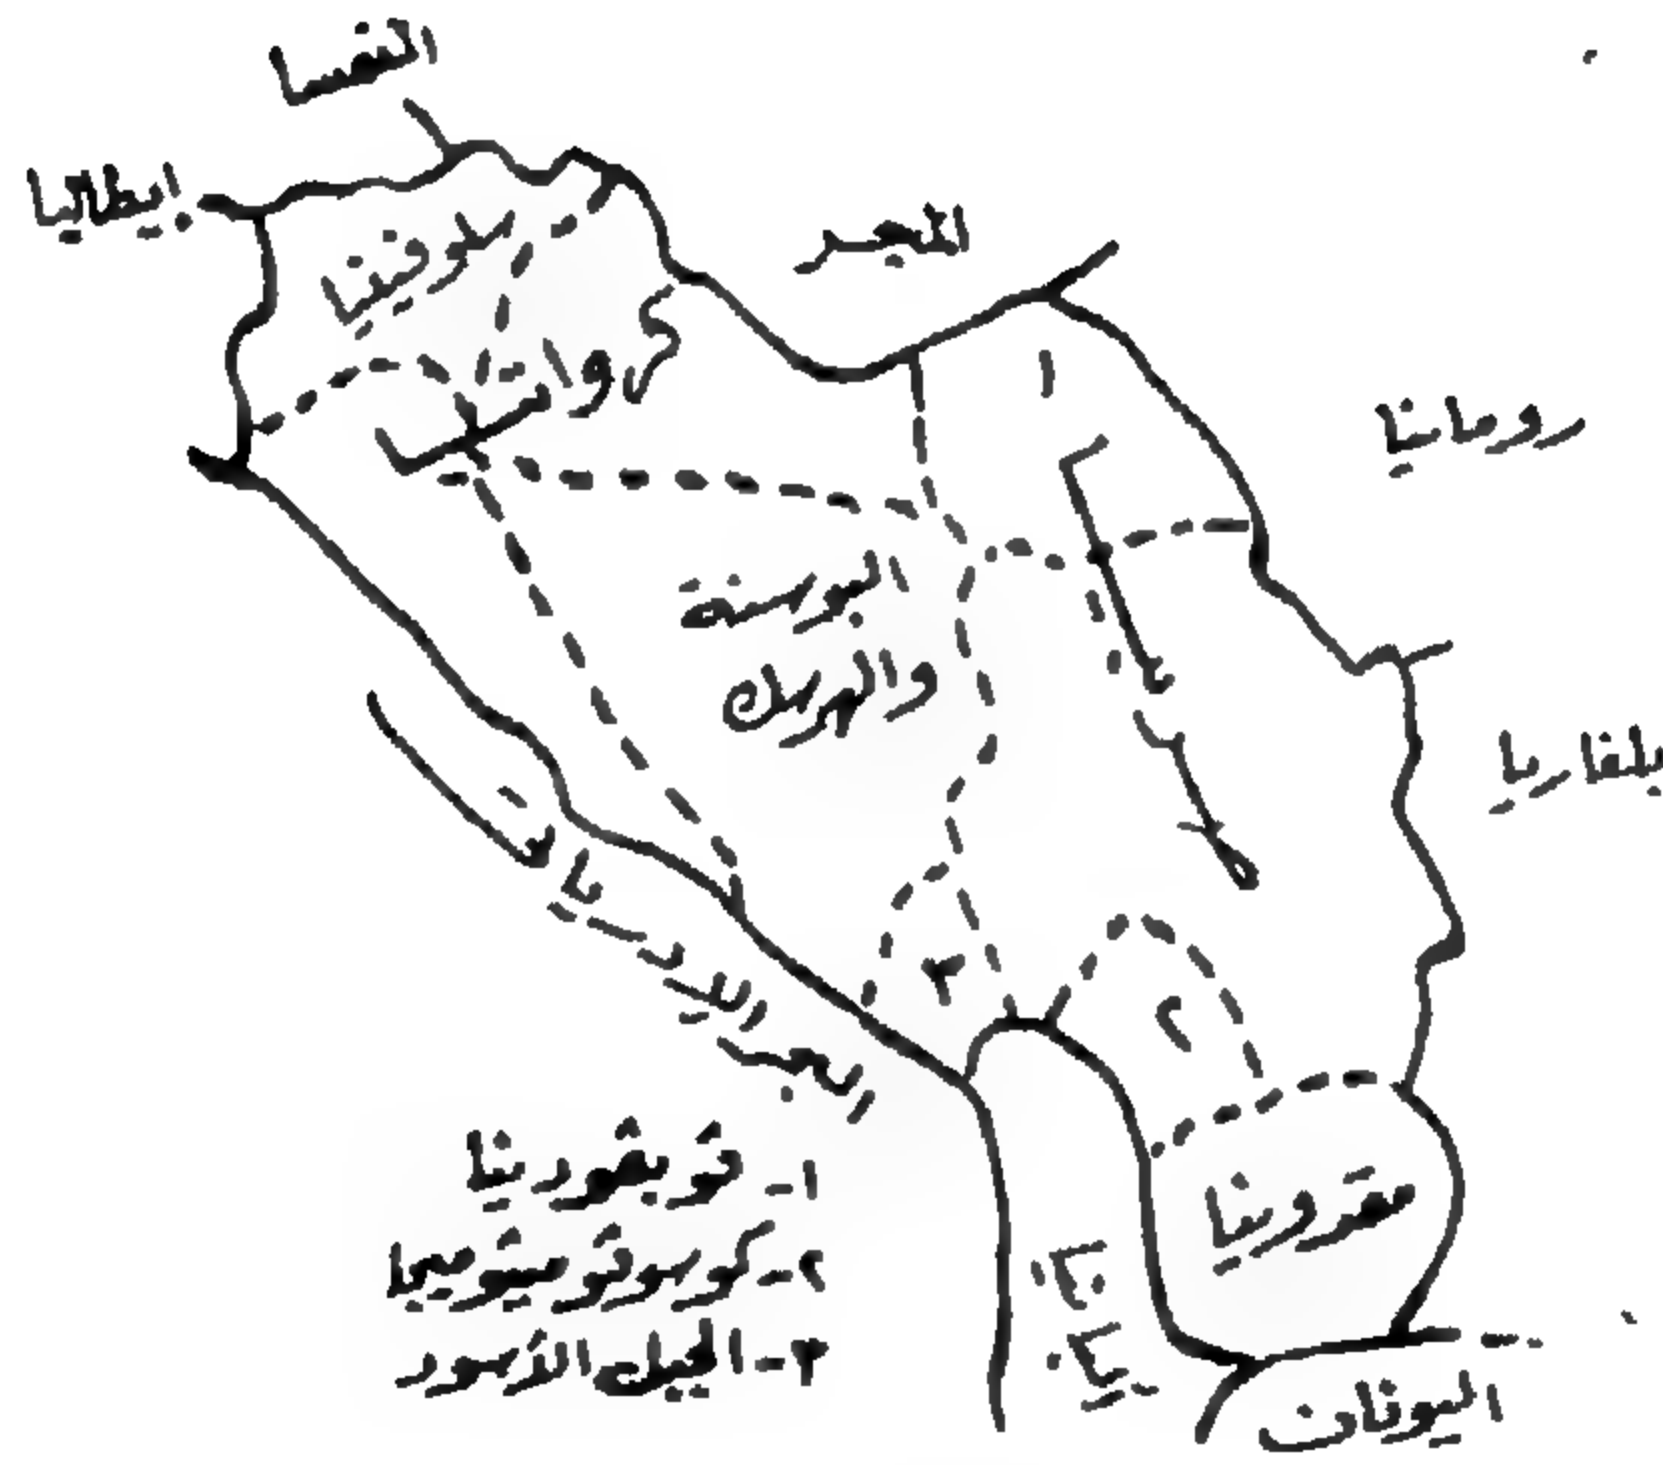 النمسا
إيطاليا
المجر
سلوفينيا
كرواتيا
١
رومانيا
البوسنة
والهرسك
صربيا
بلغاريا
البحر الادرياتي
٣
٢
مقدونيا
ألبانيا
اليونان
١- فويفودينا
٢- كوسوفو ميتوهيا
٣- الجبل الأسود